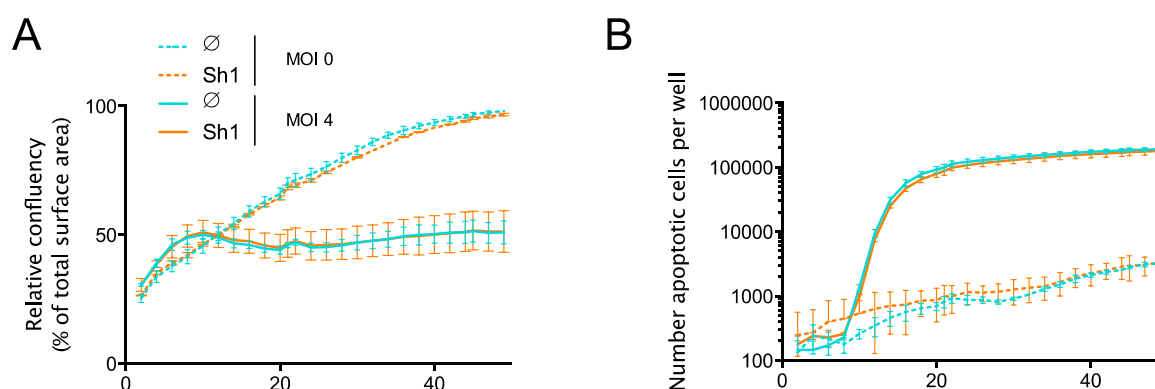 A
∅
Sh1
MOI 0
∅
Sh1
MOI 4
Relative confluency
(% of total surface area)
100
50
0
0
20
40
B
Number apoptotic cells per well
1000000
100000
10000
1000
100
0
20
40